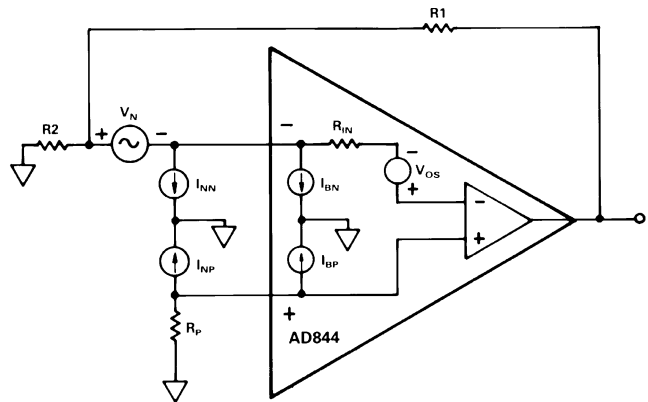 R1
V_N
R2
+
−
−
R_IN
−
V_OS
+
I_NN
I_BN
−
+
I_NP
I_BP
+
R_P
AD844